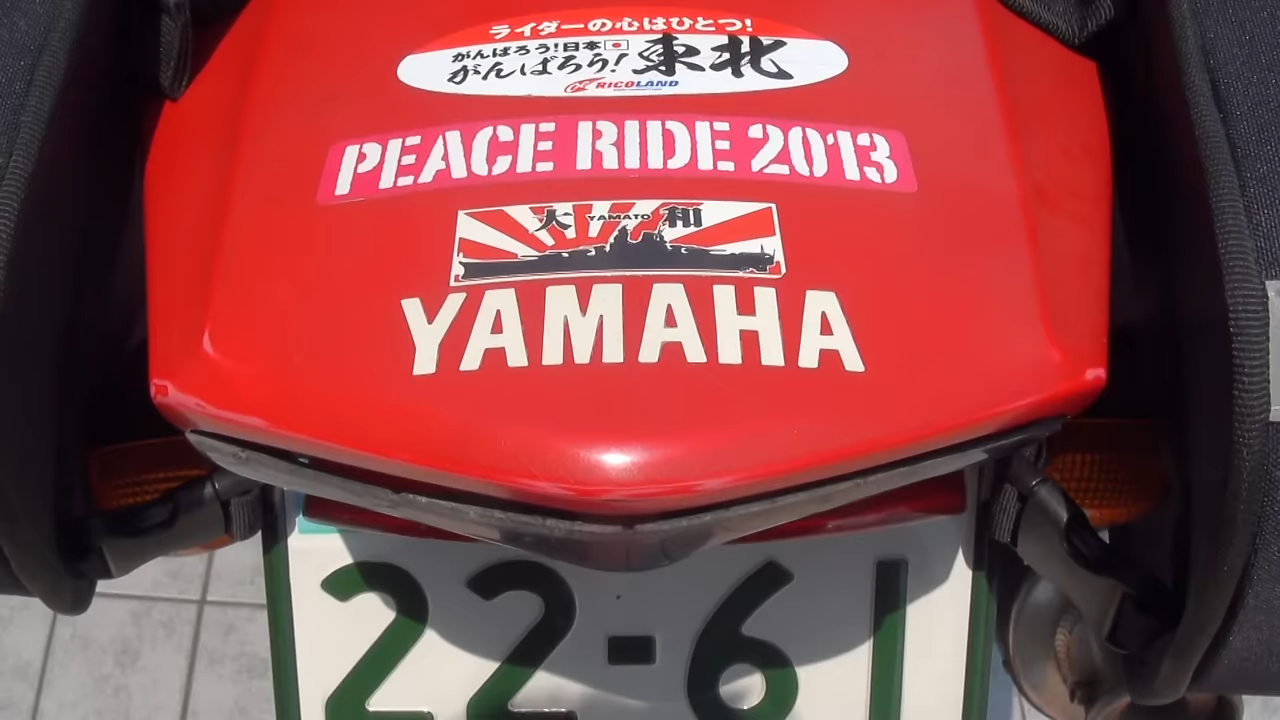 ライダーの心はひとつ!
がんばろう!日本
がんばろう!東北
RICOLAND
PEACE RIDE 2013
大 YAMATO 和
YAMAHA
22-61